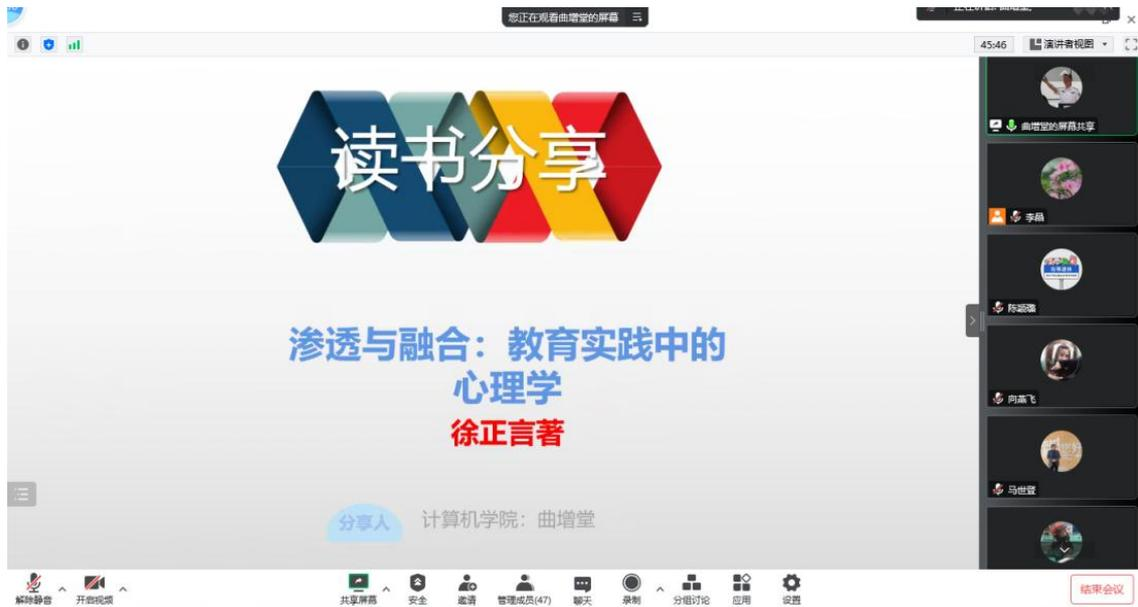 您正在观看曲增堂的屏幕
45:46
演讲者视图
读书分享
渗透与融合：教育实践中的
心理学
徐正言著
分享人
计算机学院：曲增堂
曲增堂的屏幕共享
李晶
向燕飞
马世登
解除静音
开启视频
共享屏幕
安全
邀请
管理成员(47)
聊天
录制
分组讨论
应用
设置
结束会议